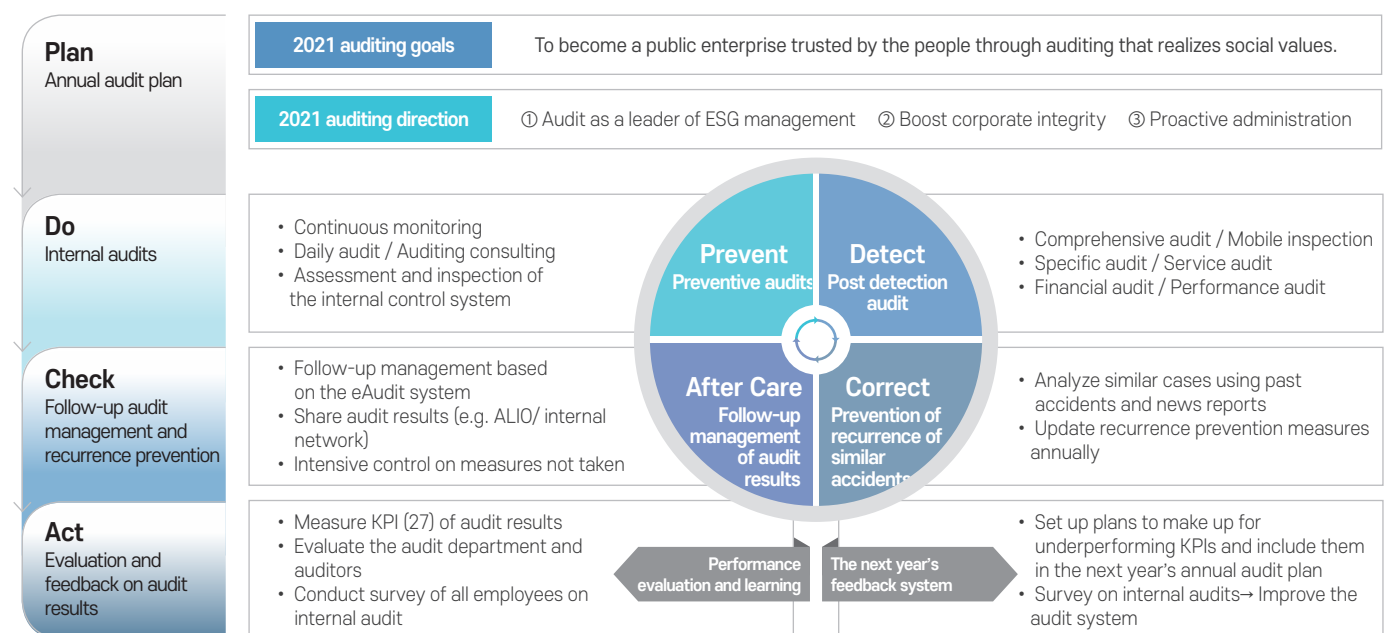 Plan
Annual audit plan
2021 auditing goals
To become a public enterprise trusted by the people through auditing that realizes social values.
2021 auditing direction
① Audit as a leader of ESG management ② Boost corporate integrity ③ Proactive administration
Do
Internal audits
• Continuous monitoring
• Daily audit / Auditing consulting
• Assessment and inspection of
the internal control system
Prevent
Preventive audits
Detect
Post detection
audit
• Comprehensive audit / Mobile inspection
• Specific audit / Service audit
• Financial audit / Performance audit
Check
Follow-up audit
management and
recurrence prevention
• Follow-up management based
on the eAudit system
• Share audit results (e.g. ALIO/ internal
network)
• Intensive control on measures not taken
After Care
Follow-up
management
of audit
results
Correct
Prevention of
recurrence of
similar
accidents
• Analyze similar cases using past
accidents and news reports
• Update recurrence prevention measures
annually
Act
Evaluation and
feedback on audit
results
• Measure KPI (27) of audit results
• Evaluate the audit department and
auditors
• Conduct survey of all employees on
internal audit
Performance
evaluation and learning
The next year's
feedback system
• Set up plans to make up for
underperforming KPIs and include them
in the next year's annual audit plan
• Survey on internal audits→ Improve the
audit system